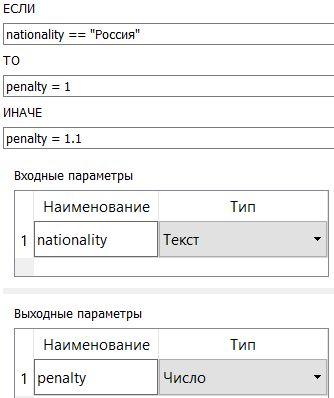 ЕСЛИ
nationality == "Россия"
ТО
penalty = 1
ИНАЧЕ
penalty = 1.1
Входные параметры
Наименование Тип
1 nationality Текст
Выходные параметры
Наименование Тип
1 penalty Число